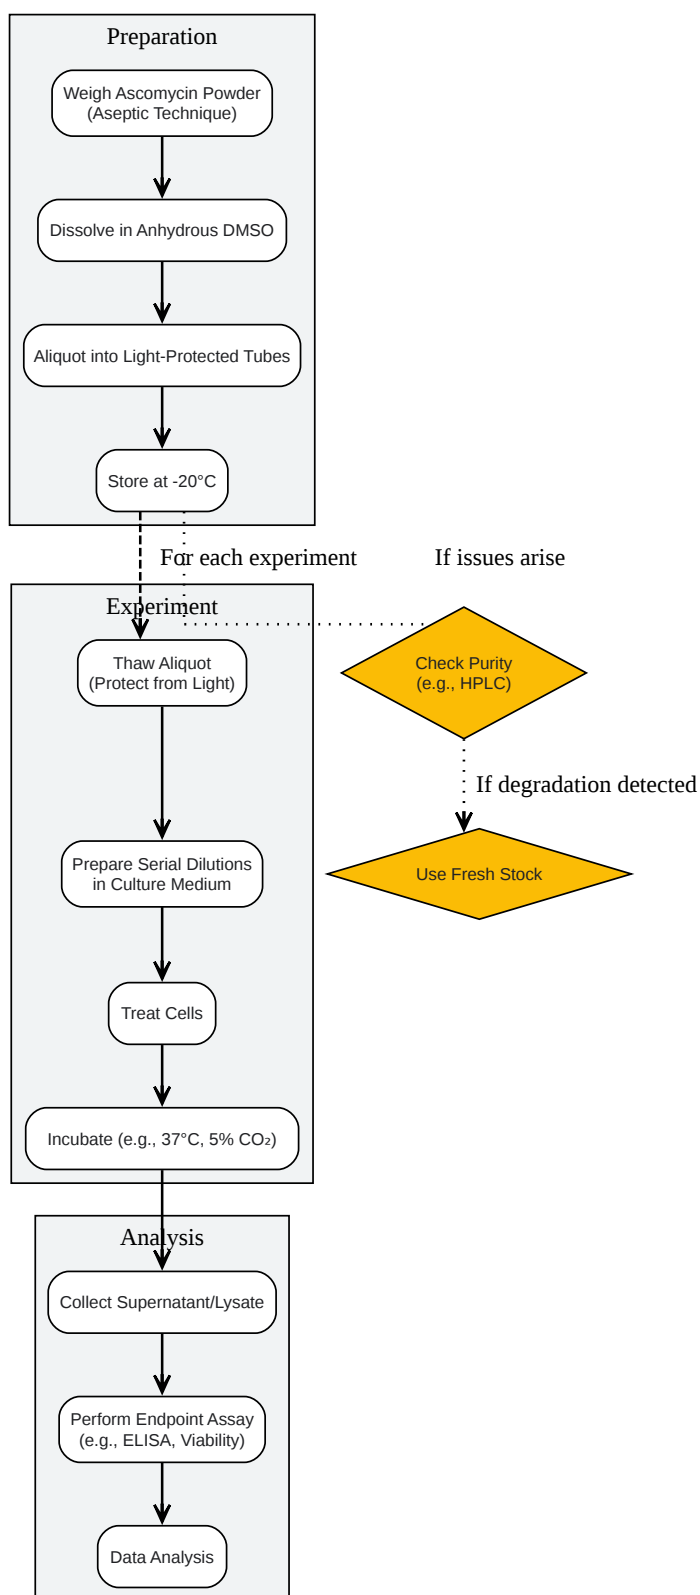 Preparation
Weigh Ascomycin Powder
(Aseptic Technique)
Dissolve in Anhydrous DMSO
Aliquot into Light-Protected Tubes
Store at -20°C
For each experiment
If issues arise
Experiment
Thaw Aliquot
(Protect from Light)
Check Purity
(e.g., HPLC)
If degradation detected
Prepare Serial Dilutions
in Culture Medium
Use Fresh Stock
Treat Cells
Incubate (e.g., 37°C, 5% CO₂)
Analysis
Collect Supernatant/Lysate
Perform Endpoint Assay
(e.g., ELISA, Viability)
Data Analysis